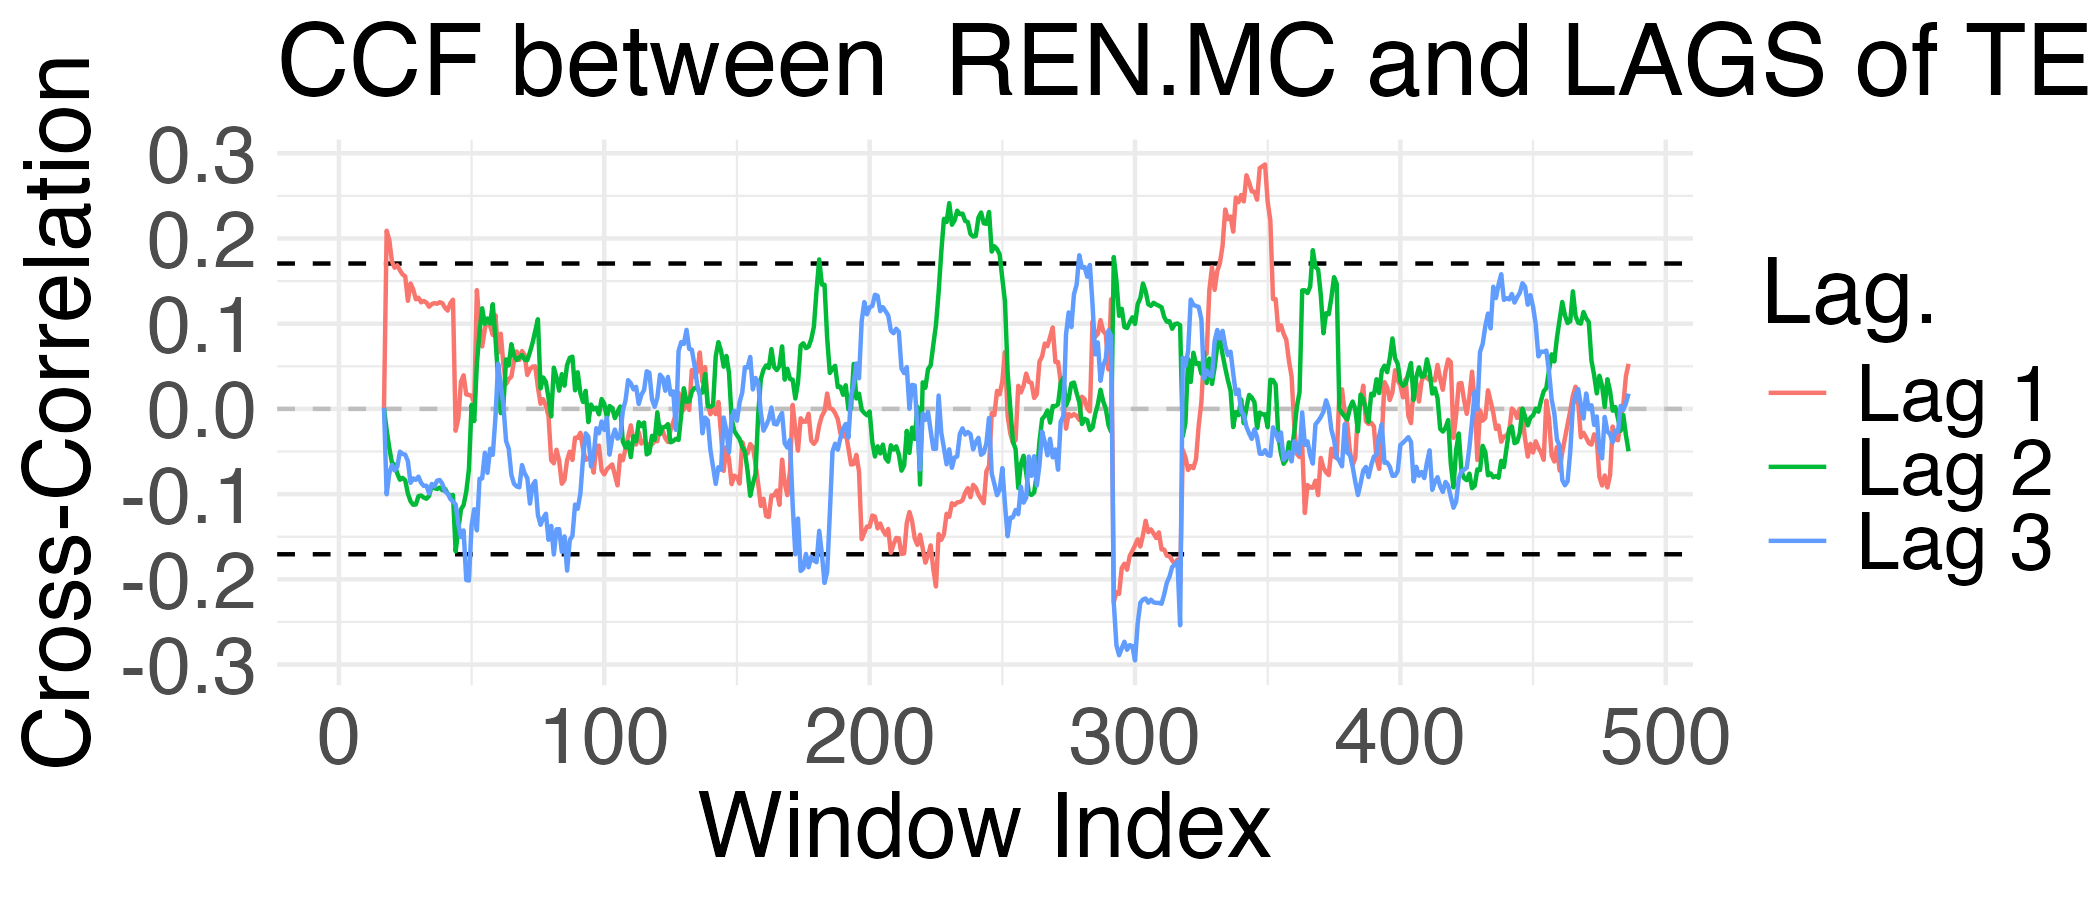 CCF between  REN.MC and LAGS of TE
Cross-Correlation
0.3
0.2
0.1
0.0
-0.1
-0.2
-0.3
0 100 200 300 400 500
Window Index
Lag.
Lag 1
Lag 2
Lag 3